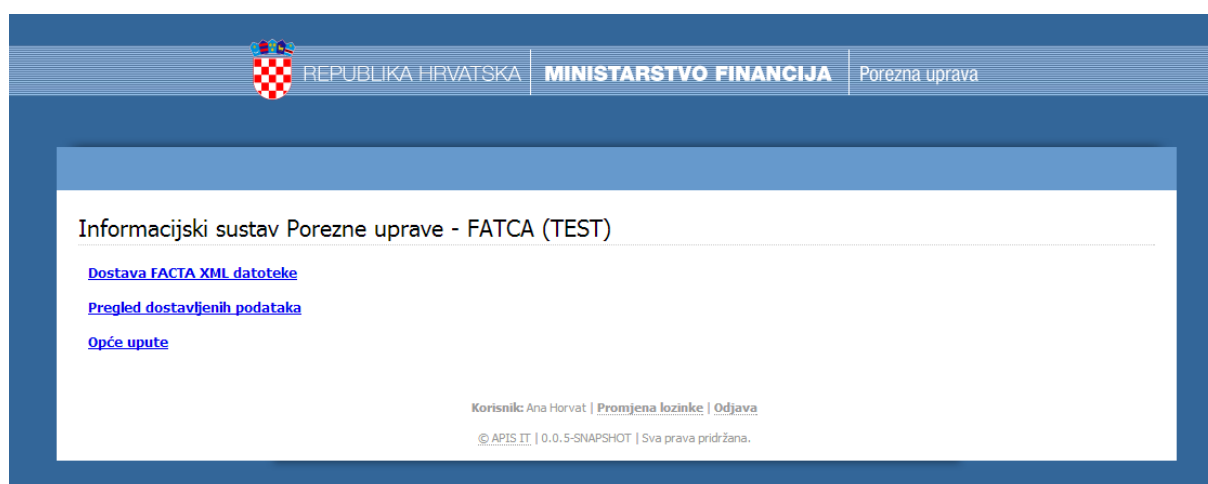 REPUBLIKA HRVATSKA MINISTARSTVO FINANCIJA Porezna uprava
Informacijski sustav Porezne uprave - FATCA (TEST)
Dostava FACTA XML datoteke
Pregled dostavljenih podataka
Opće upute
Korisnik: Ana Horvat | Promjena lozinke | Odjava
© APIS IT | 0.0.5-SNAPSHOT | Sva prava pridržana.